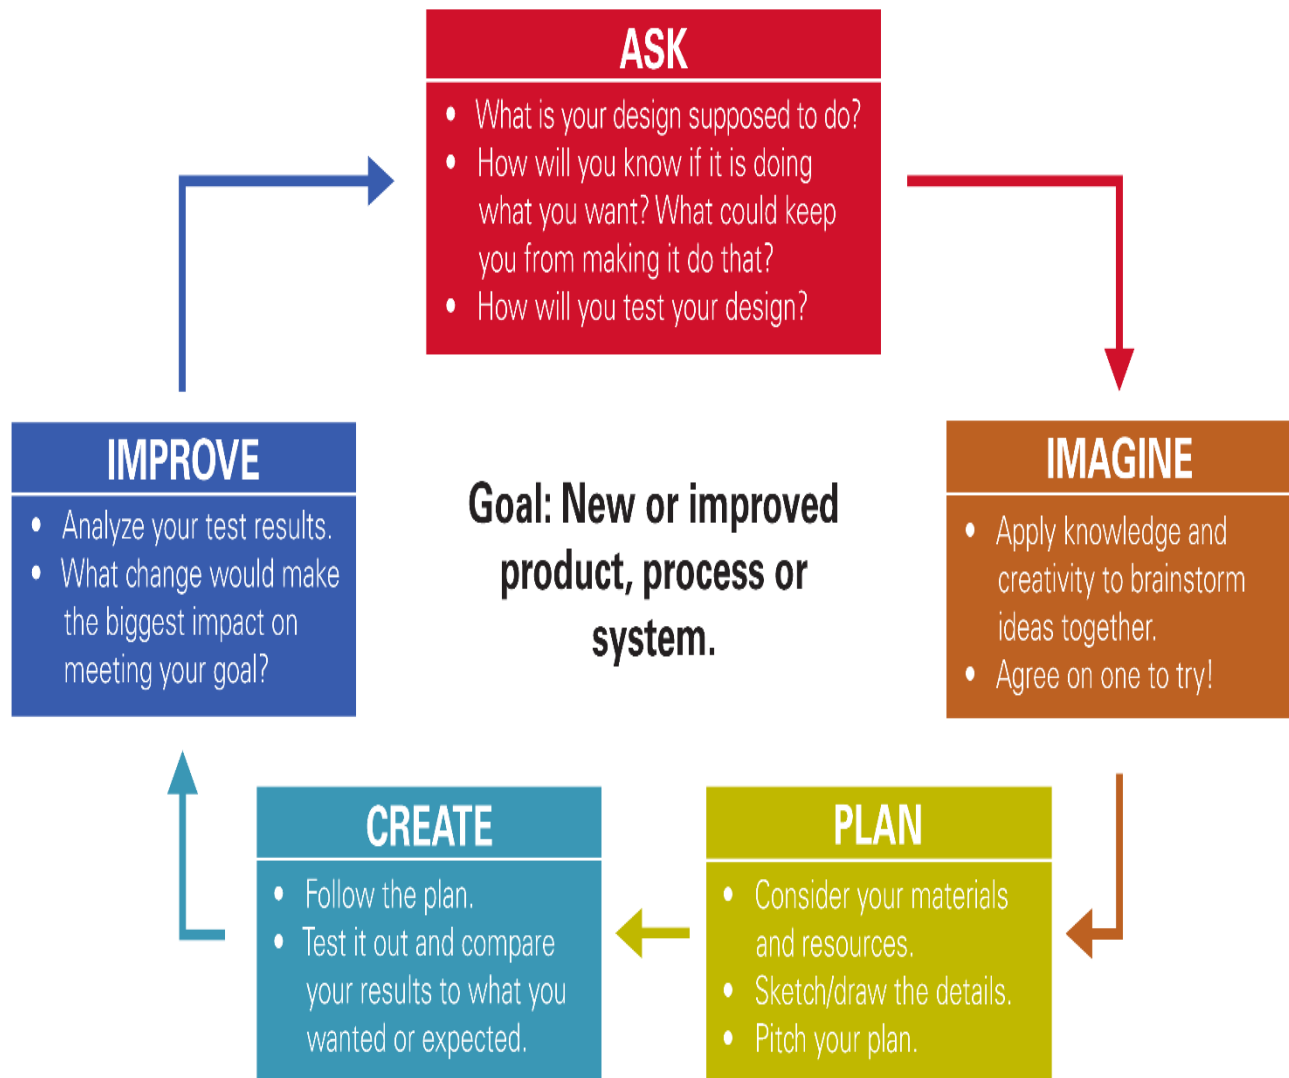 ASK
• What is your design supposed to do?
• How will you know if it is doing
what you want? What could keep
you from making it do that?
• How will you test your design?
IMAGINE
• Apply knowledge and
creativity to brainstorm
ideas together.
• Agree on one to try!
PLAN
• Consider your materials
and resources.
• Sketch/draw the details.
• Pitch your plan.
CREATE
• Follow the plan.
• Test it out and compare
your results to what you
wanted or expected.
IMPROVE
• Analyze your test results.
• What change would make
the biggest impact on
meeting your goal?
Goal: New or improved
product, process or
system.